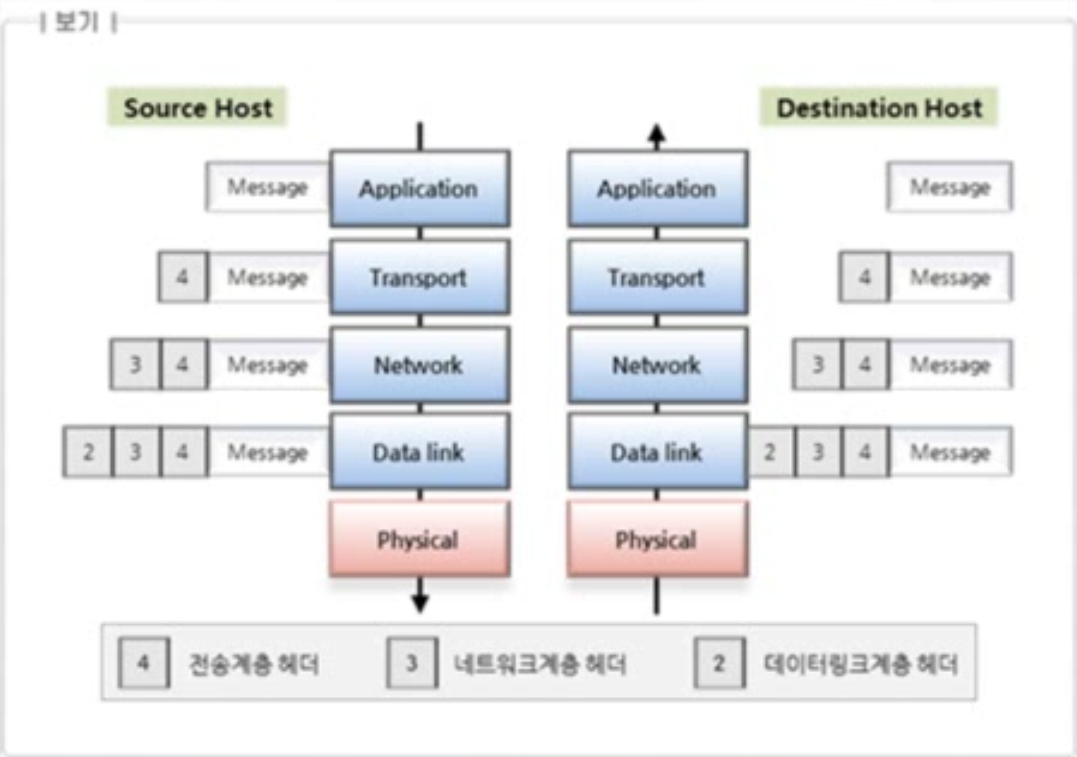 | 보기 |
Source Host
Destination Host
Message Application Application Message
4 Message Transport Transport 4 Message
3 4 Message Network Network 3 4 Message
2 3 4 Message Data link Data link 2 3 4 Message
Physical Physical
4 전송계층 헤더 3 네트워크계층 헤더 2 데이터링크계층 헤더